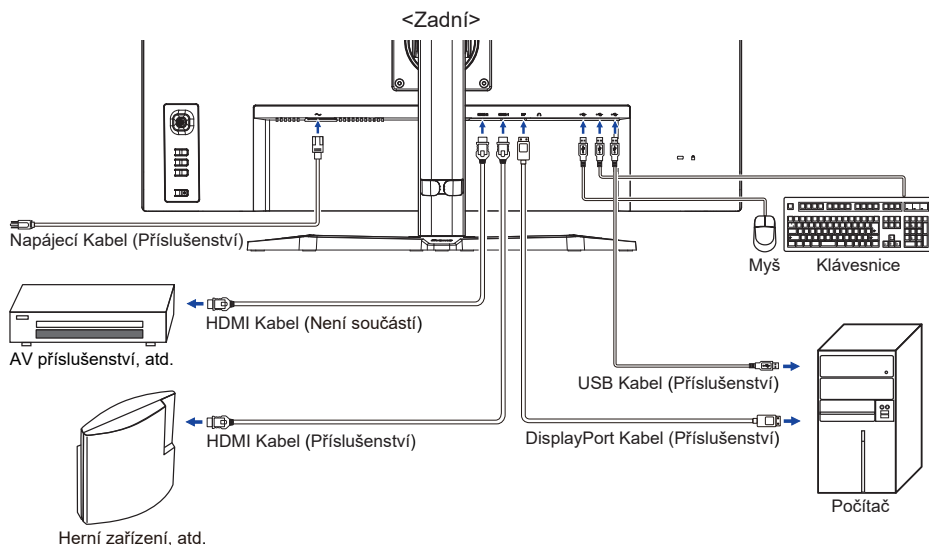 <Zadní>
Napájecí Kabel (Příslušenství)
Myš
Klávesnice
HDMI Kabel (Není součástí)
AV příslušenství, atd.
USB Kabel (Příslušenství)
HDMI Kabel (Příslušenství)
DisplayPort Kabel (Příslušenství)
Počítač
Herní zařízení, atd.